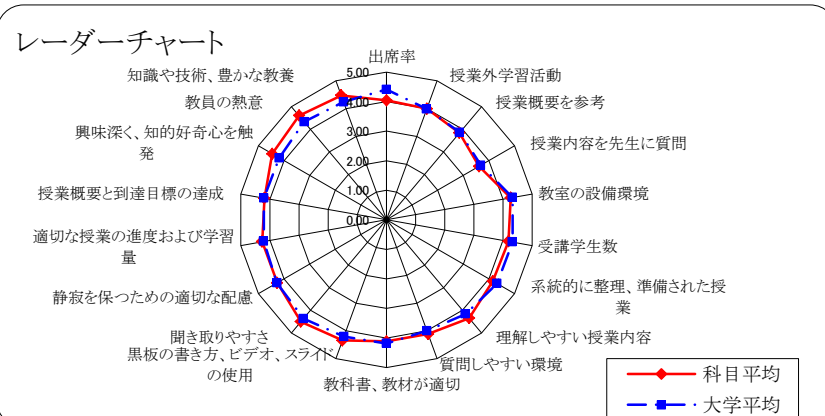 レーダーチャート
出席率
授業外学習活動
授業概要を参考
授業内容を先生に質問
教室の設備環境
受講学生数
系統的に整理、準備された授
業
理解しやすい授業内容
質問しやすい環境
教科書、教材が適切
黒板の書き方、ビデオ、スライド
の使用
聞き取りやすさ
静寂を保つための適切な配慮
適切な授業の進度および学習
量
授業概要と到達目標の達成
興味深く、知的好奇心を触
発
教員の熱意
知識や技術、豊かな教養
5.00
4.00
3.00
2.00
1.00
0.00
科目平均
大学平均